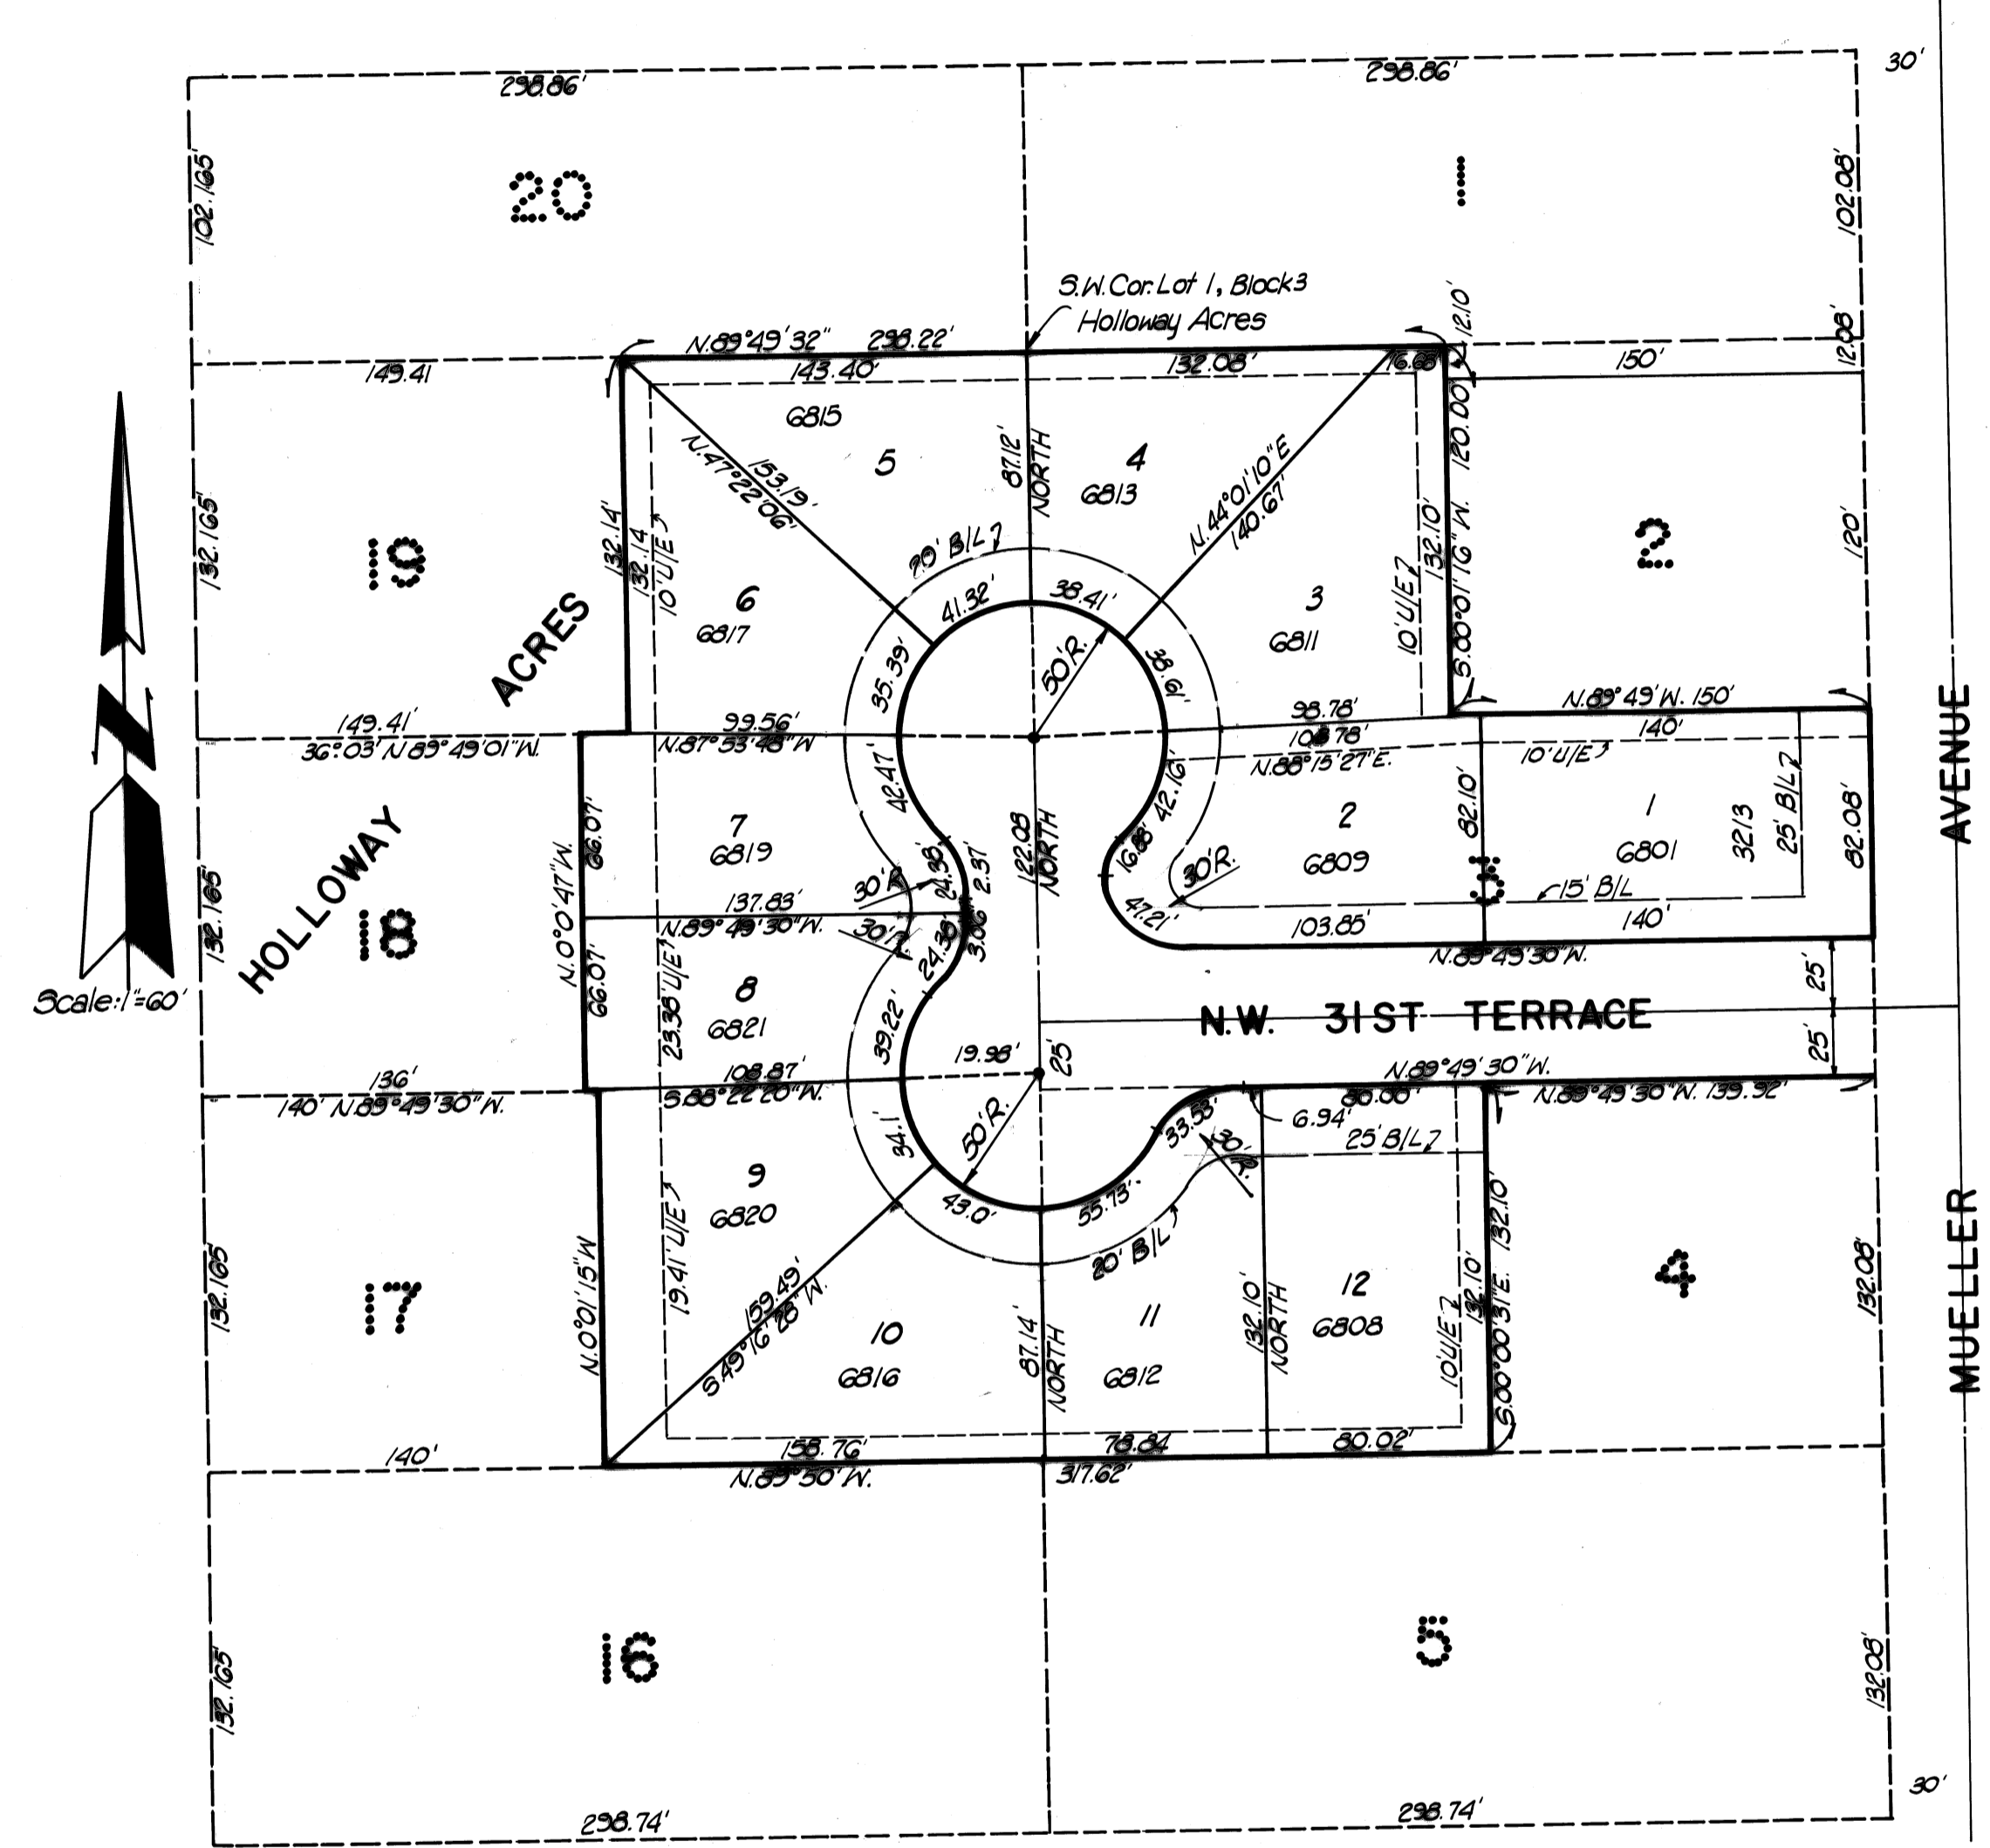 298.86'
298.86'
30'
102.165'
20
1
102.08'
S.W. Cor. Lot 1, Block 3
Holloway Acres
12.10'
12.08'
N.89°49'32"
298.22'
149.41
143.40'
132.08'
16.68'
150'
6815
5
87.12'
NORTH
4
6813
N.47°22'06"
153.19'
N.44°01'10"E
140.67'
120.00'
S.00°01'16"W.
132.10'
10' U/E
132.165'
19
132.14'
132.14
10' U/E
2
120'
20' B/L
41.32'
38.41'
ACRES
6
6817
35.39'
50'R.
38.61'
3
6811
149.41'
36°03' N89°49'01"W.
99.56'
N.87°53'48"W
98.78'
N.88°15'27"E.
N.89°49'W. 150'
140'
10' U/E
42.47'
42.16'
AVENUE
HOLLOWAY
132.165'
18
N.0°0'47"W.
66.07'
66.07'
7
6819
30'R.
24.38'
2.37'
122.08
NORTH
16.88'
30'R.
2
6809
82.10'
3
1
6801
3213
25' B/L
82.08'
15' B/L
137.83'
N.89°49'30"W.
30'R.
24.38'
47.21'
103.85'
140'
N.89°49'30"W.
Scale: 1"=60'
23.38' U/E
8
6821
39.22'
N.W. 31ST TERRACE
25'
25'
25'
19.98'
108.87'
S.88°22'20"W.
136'
140' N.89°49'30"W.
N.89°49'30"W.
80.00'
N.89°49'30"W. 139.92'
6.94'
33.53'
30'R.
25' B/L
34.1'
50'R.
43.0'
55.73'
20' B/L
9
6820
132.165'
17
N.0°01'15"W
19.41' U/E
159.49'
S.49°16'28"W.
10
6816
87.14'
NORTH
11
6812
132.10'
NORTH
12
6808
10' U/E
132.10'
S.00°00'31"E. 132.10'
4
132.08'
MUELLER
140'
158.76'
N.89°50'W.
78.84
80.02'
317.62'
132.165'
16
5
132.08'
30'
298.74'
298.74'